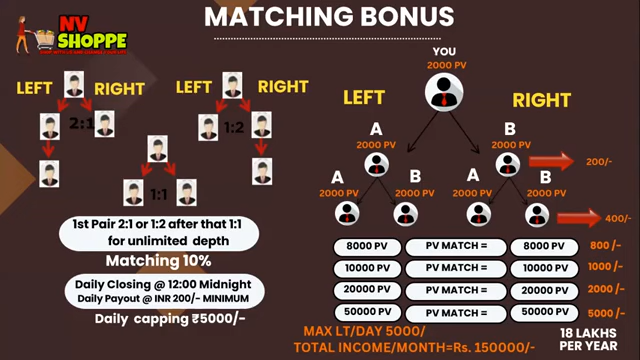 MATCHING BONUS
NV
SHOPPE
LEFT RIGHT
2:1
LEFT RIGHT
1:2
1:1
1st Pair 2:1 or 1:2 after that 1:1
for unlimited depth
Matching 10%
Daily Closing @ 12:00 Midnight
Daily Payout @ INR 200/- MINIMUM
Daily capping ₹5000/-
YOU
2000 PV
LEFT
RIGHT
A
2000 PV
B
2000 PV
200/-
A
2000 PV
B
2000 PV
A
2000 PV
B
2000 PV
400/-
8000 PV PV MATCH = 8000 PV 800 /-
10000 PV PV MATCH = 10000 PV 1000 /-
20000 PV PV MATCH = 20000 PV 2000 /-
50000 PV PV MATCH = 50000 PV 5000 /-
MAX LT/DAY 5000/
TOTAL INCOME/MONTH=Rs. 150000/-
18 LAKHS
PER YEAR